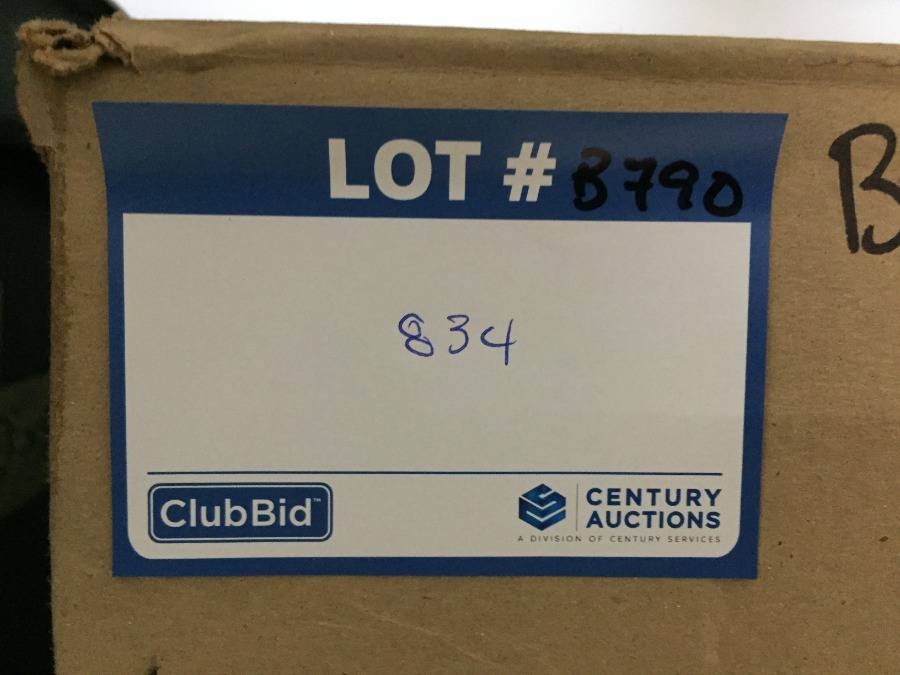 LOT # B790
B
834
ClubBid™
CENTURY
AUCTIONS
A DIVISION OF CENTURY SERVICES